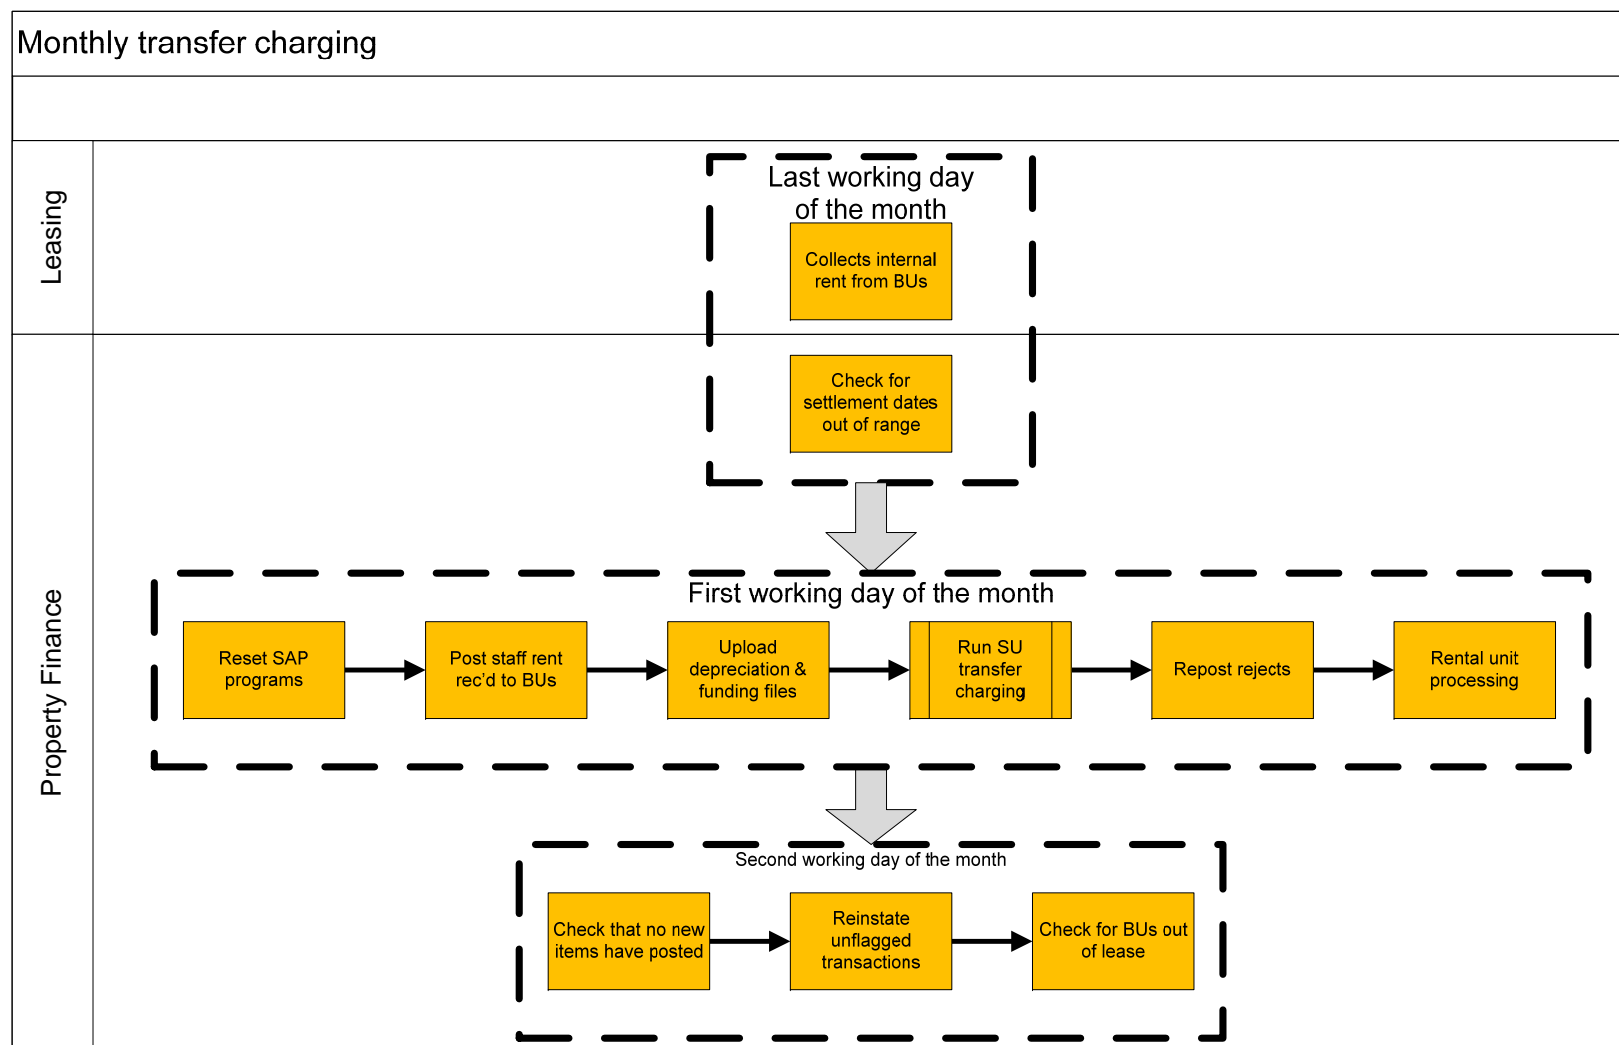 Monthly transfer charging
Leasing
Last working day
of the month
Collects internal
rent from BUs
Property Finance
Check for
settlement dates
out of range
First working day of the month
Reset SAP
programs
Post staff rent
rec’d to BUs
Upload
depreciation &
funding files
Run SU
transfer
charging
Repost rejects
Rental unit
processing
Second working day of the month
Check that no new
items have posted
Reinstate
unflagged
transactions
Check for BUs out
of lease